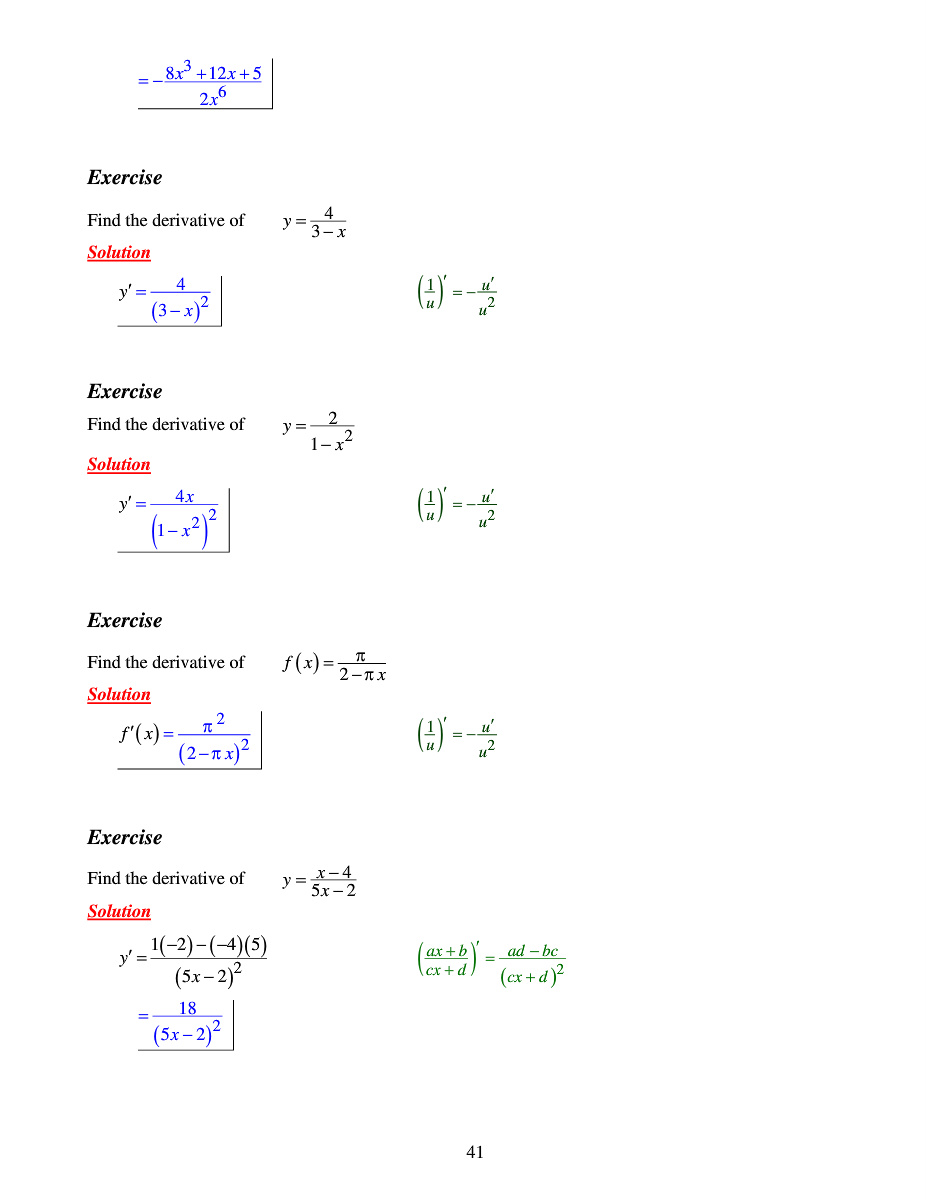 = −(8x³ + 12x + 5)/(2x⁶)
Exercise
Find the derivative of y = 4/(3 − x)
Solution
y′ = 4/(3 − x)² (1/u)′ = −u′/u²
Exercise
Find the derivative of y = 2/(1 − x²)
Solution
y′ = 4x/(1 − x²)² (1/u)′ = −u′/u²
Exercise
Find the derivative of f(x) = π/(2 − πx)
Solution
f′(x) = π²/(2 − πx)² (1/u)′ = −u′/u²
Exercise
Find the derivative of y = (x − 4)/(5x − 2)
Solution
y′ = (1(−2) − (−4)(5))/(5x − 2)² ((ax + b)/(cx + d))′ = (ad − bc)/(cx + d)²
= 18/(5x − 2)²
41